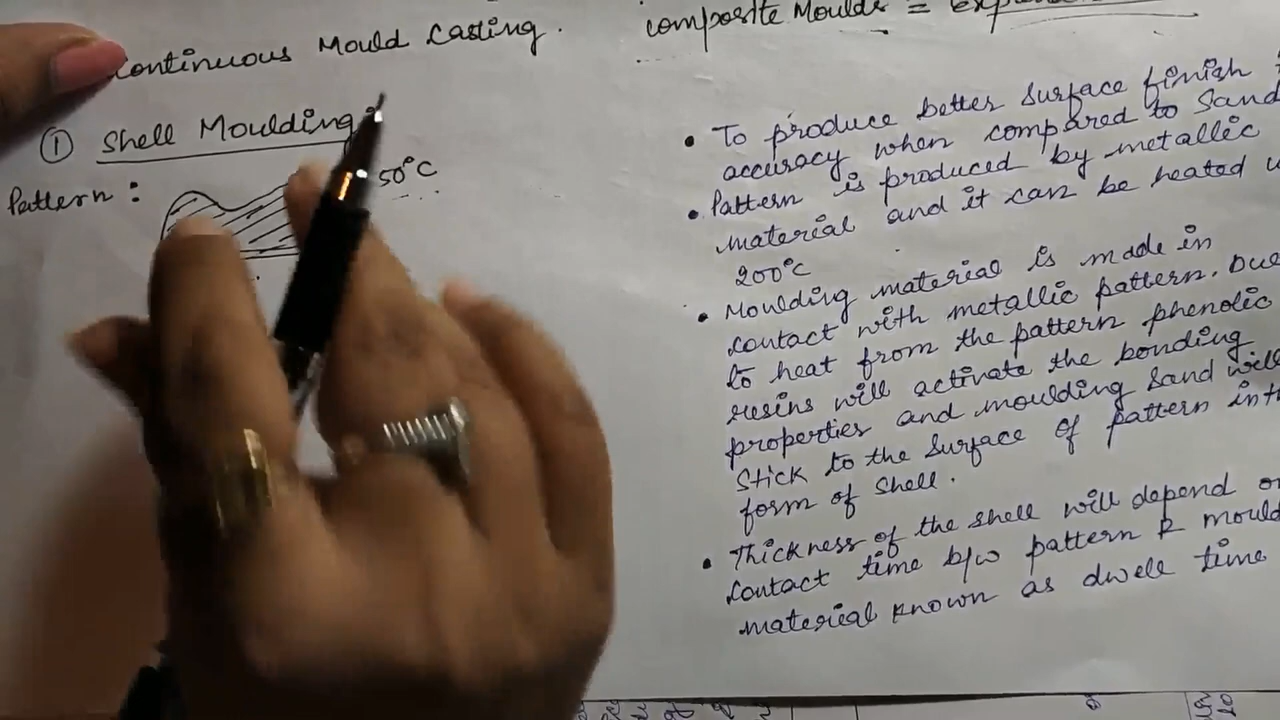 continuous Mould Casting.
① Shell Moulding:
Pattern :
50°C
composite Moulds =
• To produce better surface finish
accuracy when compared to Sand
• Pattern is produced by metallic
material and it can be heated
200°C
• Moulding material is made in
contact with metallic pattern. Due
to heat from the pattern phenolic
resins will activate the bonding
properties and moulding sand will
stick to the surface of pattern
form of shell.
• Thickness of the shell will depend on
contact time b/w pattern & mould
material known as dwell time